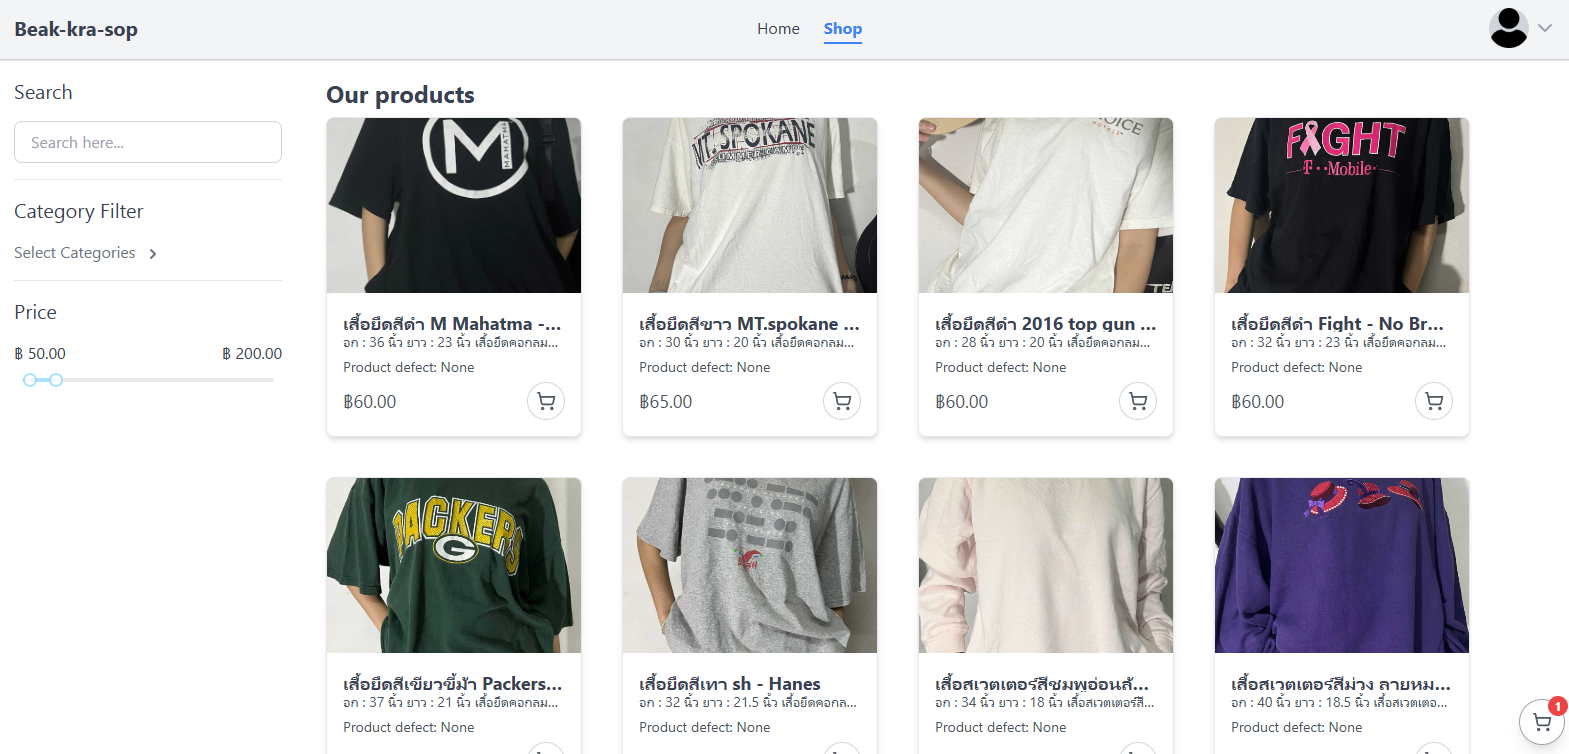 Beak-kra-sop
Home
Shop
Search
Search here...
Category Filter
Select Categories
Price
฿ 50.00
฿ 200.00
Our products
M
MAHATMA
MT.SPOKANE
SUMMER CAMP
CHOICE
HOTELS
FIGHT
T··Mobile·
เสื้อยืดสีดำ M Mahatma -...
อก : 36 นิ้ว ยาว : 23 นิ้ว เสื้อยืดคอกลม...
Product defect: None
฿60.00
เสื้อยืดสีขาว MT.spokane ...
อก : 30 นิ้ว ยาว : 20 นิ้ว เสื้อยืดคอกลม...
Product defect: None
฿65.00
เสื้อยืดสีดำ 2016 top gun ...
อก : 28 นิ้ว ยาว : 20 นิ้ว เสื้อยืดคอกลม...
Product defect: None
฿60.00
เสื้อยืดสีดำ Fight - No Br...
อก : 32 นิ้ว ยาว : 23 นิ้ว เสื้อยืดคอกลม...
Product defect: None
฿60.00
PACKERS
G
เสื้อยืดสีเขียวขี้ม้า Packers...
อก : 37 นิ้ว ยาว : 21 นิ้ว เสื้อยืดคอกลม...
Product defect: None
เสื้อยืดสีเทา sh - Hanes
อก : 32 นิ้ว ยาว : 21.5 นิ้ว เสื้อยืดคอกล...
Product defect: None
เสื้อสเวตเตอร์สีชมพูอ่อนลั...
อก : 34 นิ้ว ยาว : 18 นิ้ว เสื้อสเวตเตอร์สี...
Product defect: None
เสื้อสเวตเตอร์สีม่วง ลายหม...
อก : 40 นิ้ว ยาว : 18.5 นิ้ว เสื้อสเวตเตอ...
Product defect: None
1